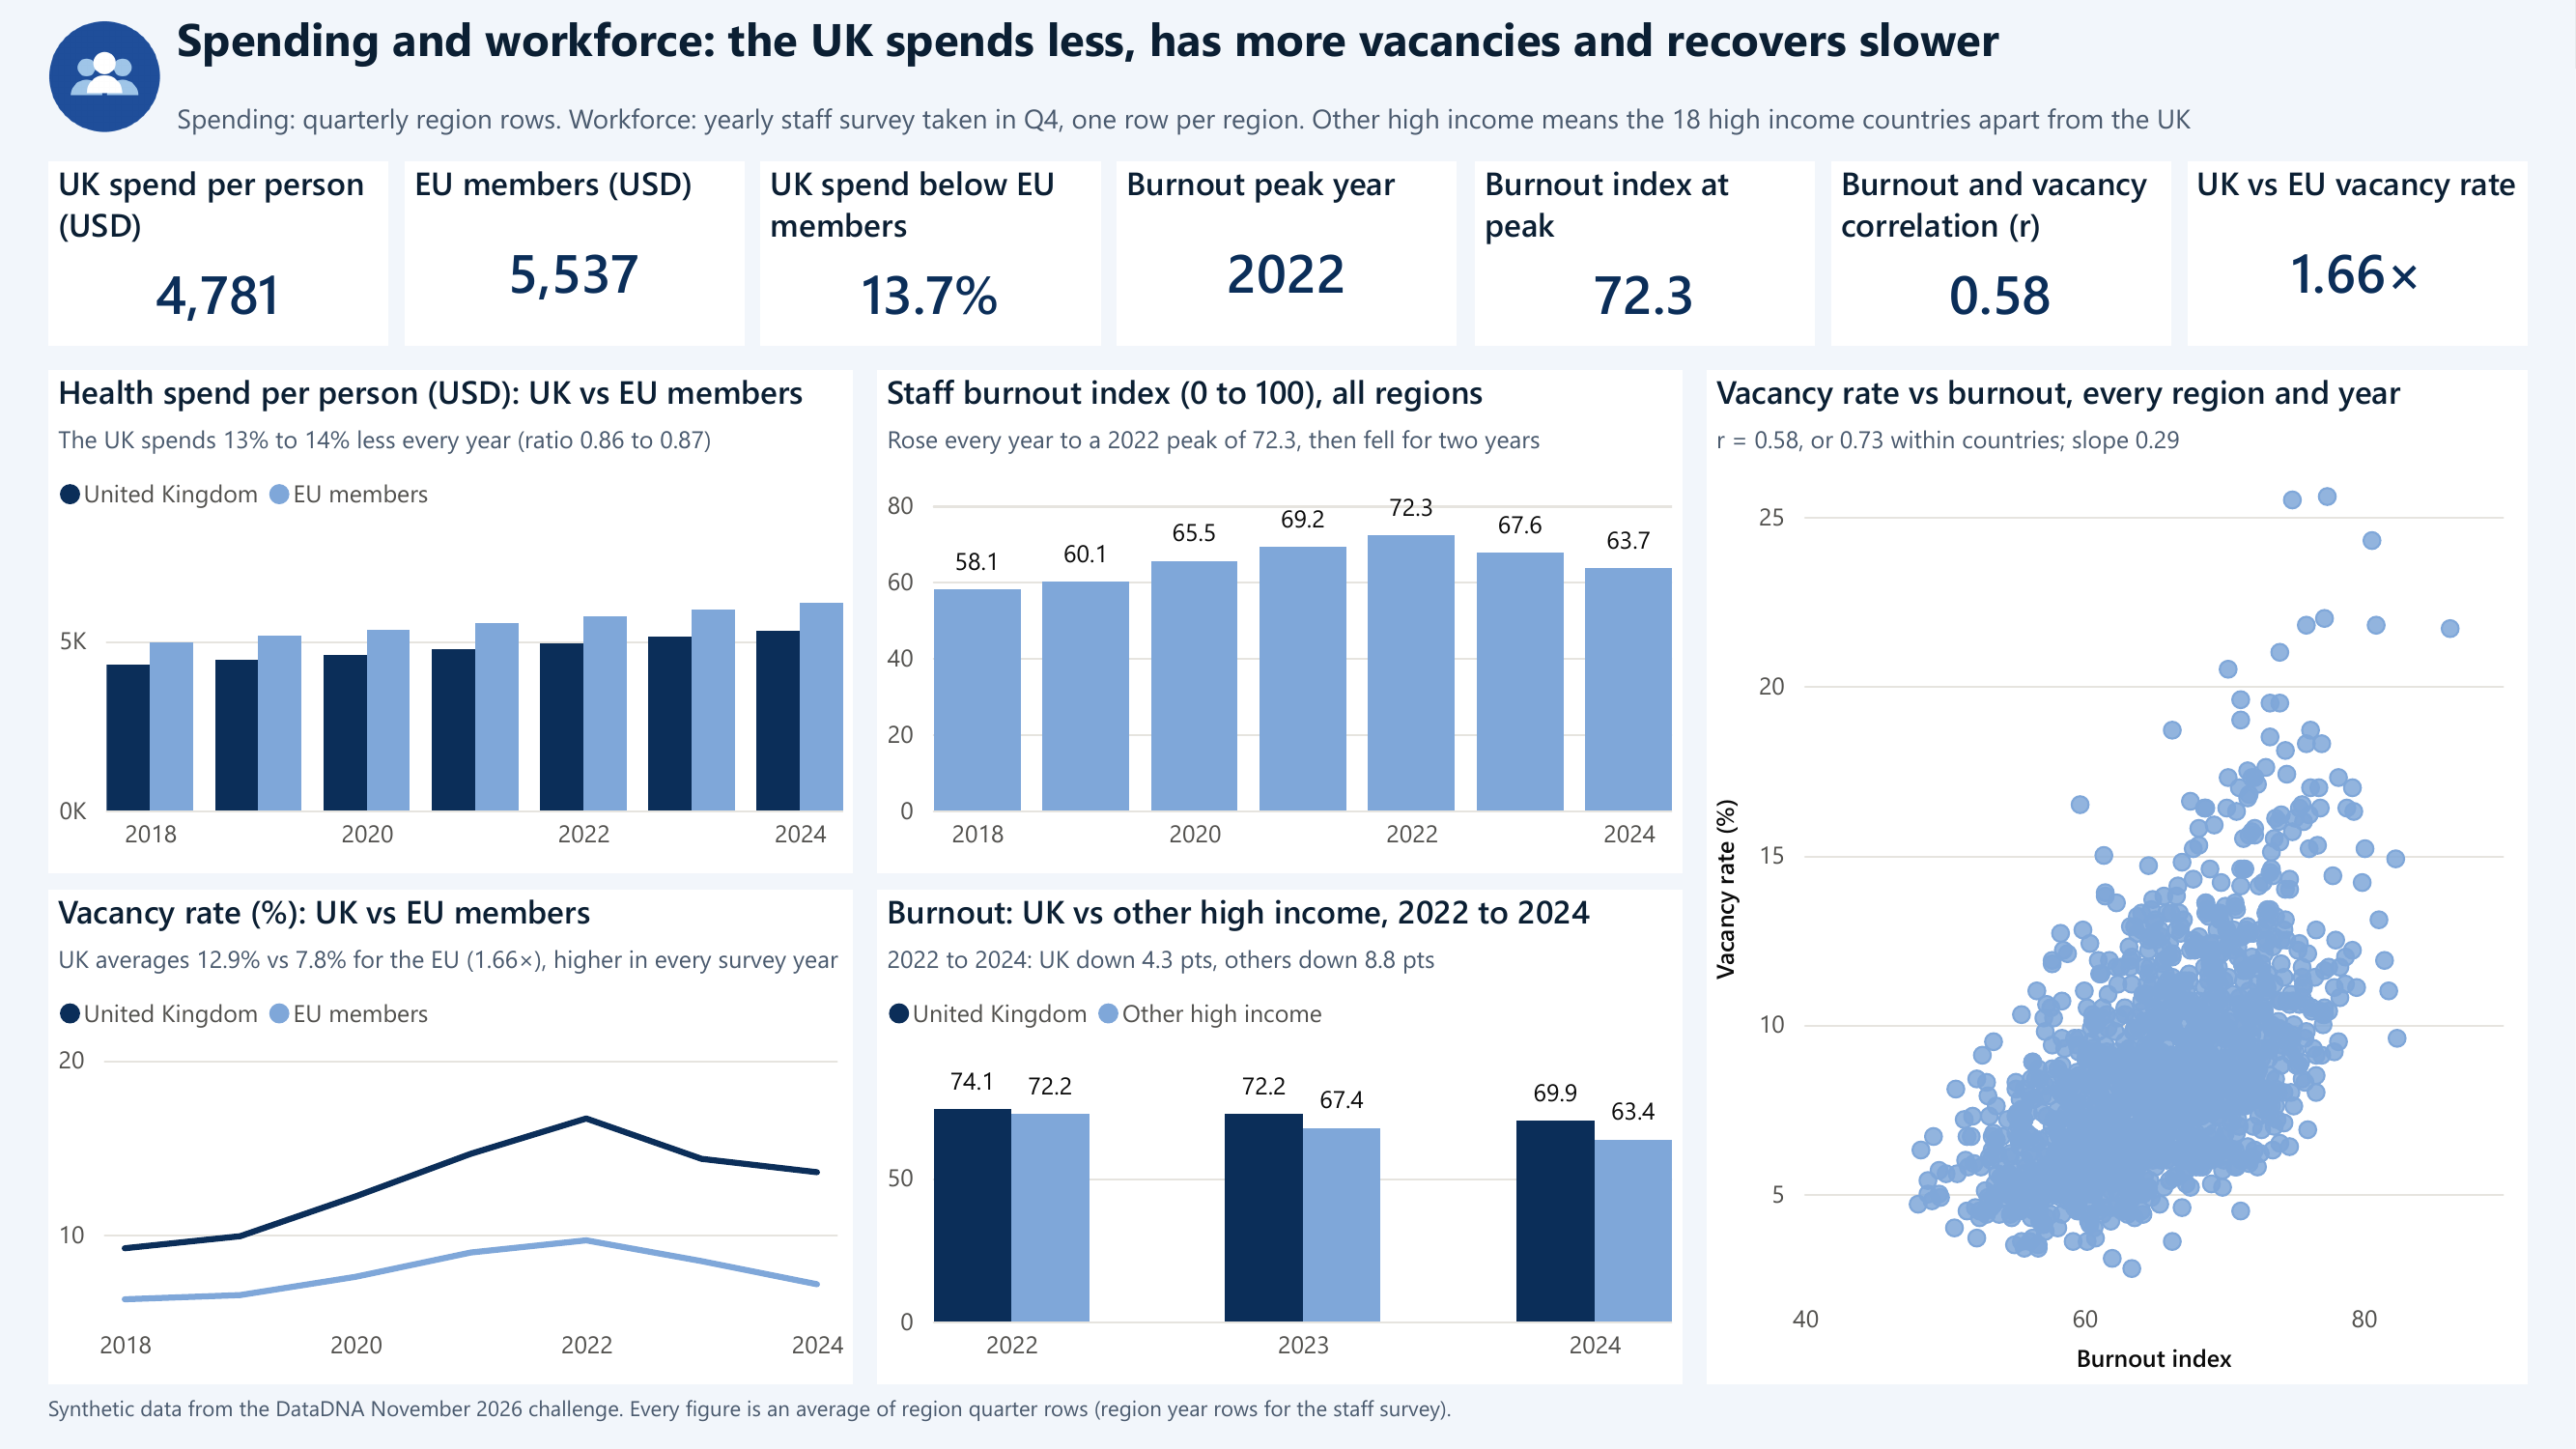 Spending and workforce: the UK spends less, has more vacancies and recovers slower
Spending: quarterly region rows. Workforce: yearly staff survey taken in Q4, one row per region. Other high income means the 18 high income countries apart from the UK
UK spend per person
(USD)
4,781
EU members (USD)
5,537
UK spend below EU
members
13.7%
Burnout peak year
2022
Burnout index at
peak
72.3
Burnout and vacancy
correlation (r)
0.58
UK vs EU vacancy rate
1.66×
Health spend per person (USD): UK vs EU members
The UK spends 13% to 14% less every year (ratio 0.86 to 0.87)
United Kingdom EU members
5K
0K
2018 2020 2022 2024
Staff burnout index (0 to 100), all regions
Rose every year to a 2022 peak of 72.3, then fell for two years
80
60
40
20
0
58.1 60.1 65.5 69.2 72.3 67.6 63.7
2018 2020 2022 2024
Vacancy rate vs burnout, every region and year
r = 0.58, or 0.73 within countries; slope 0.29
Vacancy rate (%)
25
20
15
10
5
40 60 80
Burnout index
Vacancy rate (%): UK vs EU members
UK averages 12.9% vs 7.8% for the EU (1.66×), higher in every survey year
United Kingdom EU members
20
10
2018 2020 2022 2024
Burnout: UK vs other high income, 2022 to 2024
2022 to 2024: UK down 4.3 pts, others down 8.8 pts
United Kingdom Other high income
74.1 72.2 72.2 67.4 69.9 63.4
50
0
2022 2023 2024
Synthetic data from the DataDNA November 2026 challenge. Every figure is an average of region quarter rows (region year rows for the staff survey).